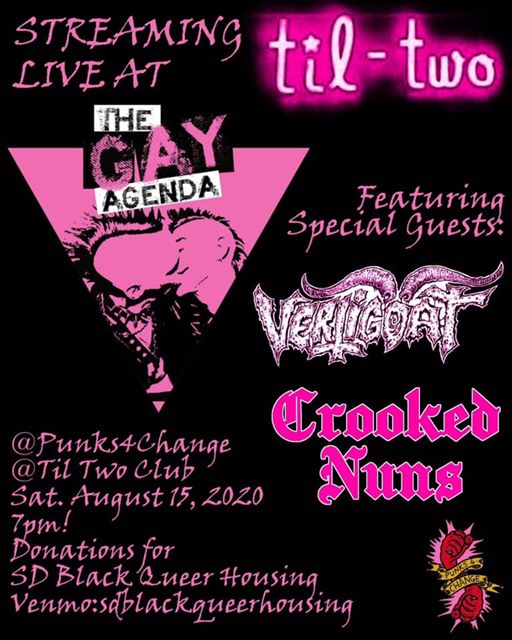 STREAMING
LIVE AT
til-two
THE
GAY
AGENDA
Featuring
Special Guests:
VERTIGOAT
Crooked
Nuns
@Punks4Change
@Til Two Club
Sat. August 15, 2020
7pm!
Donations for
SD Black Queer Housing
Venmo:sdblackqueerhousing
PUNKS 4
CHANGE